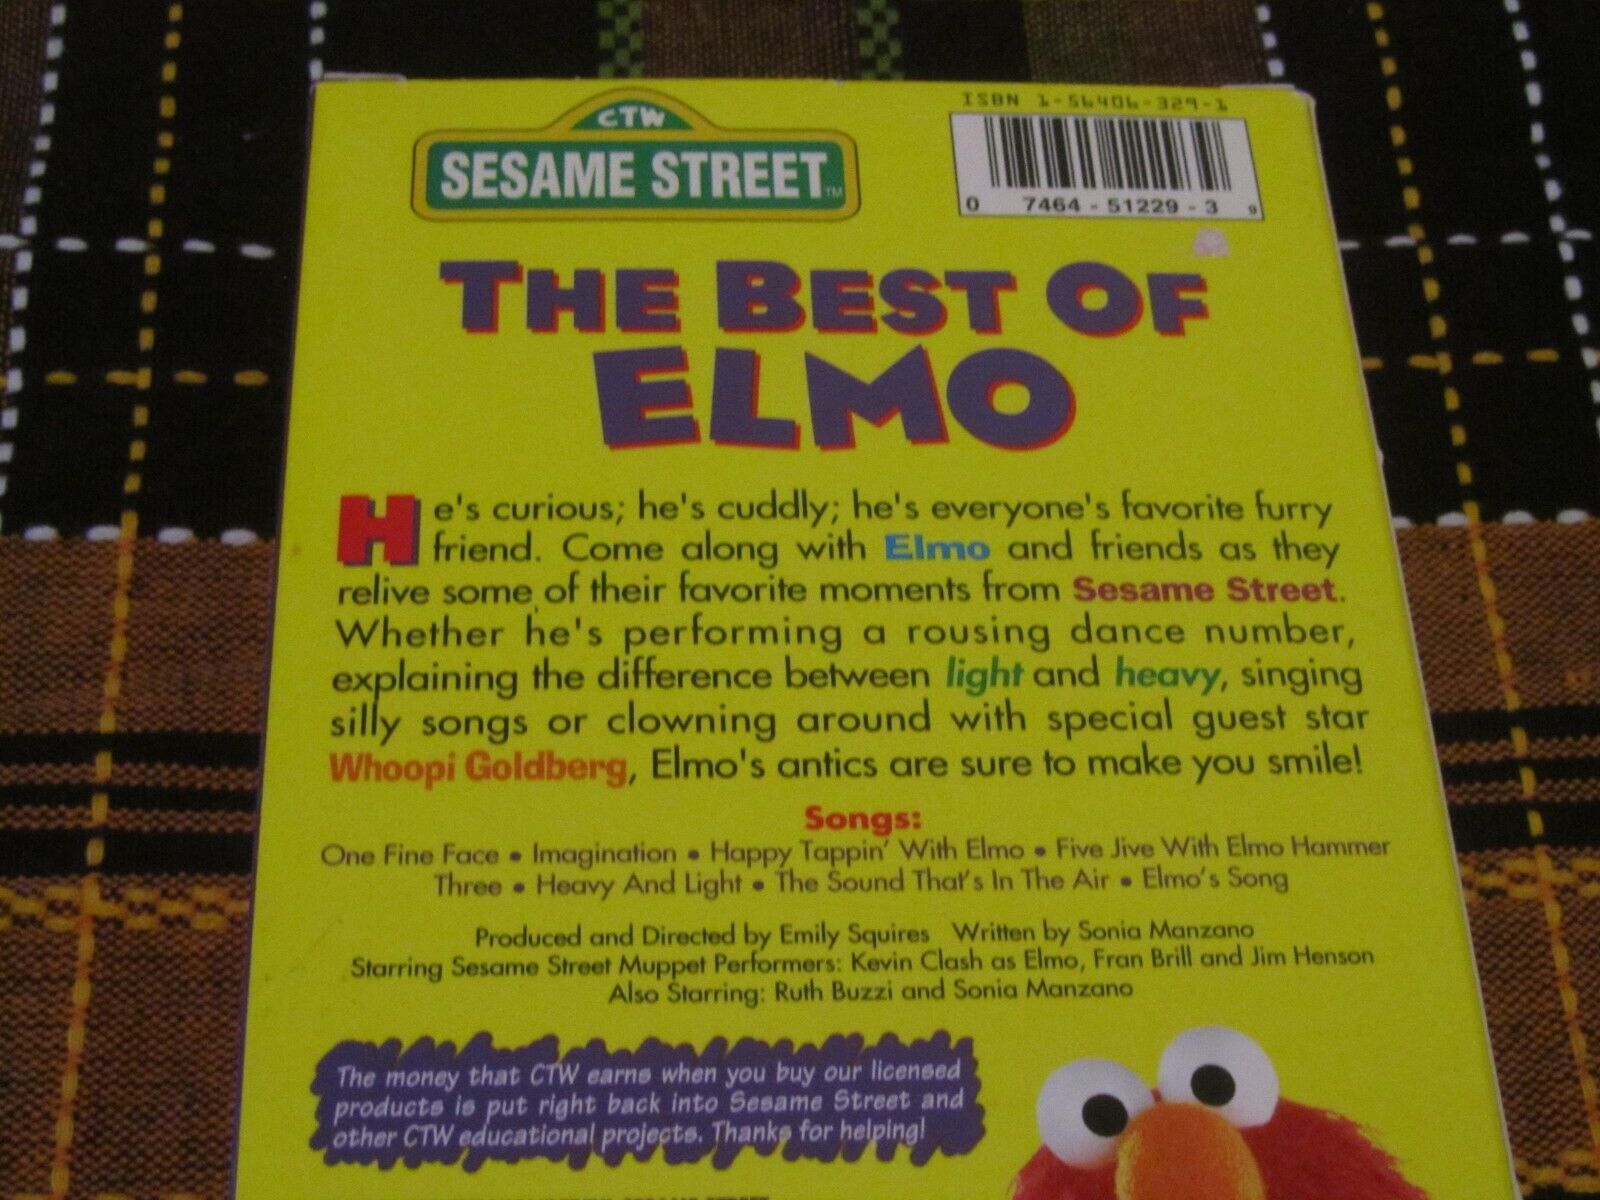 CTW
SESAME STREET™
ISBN 1-56406-329-1
0 7464-51229-3 9
THE BEST OF
ELMO
He's curious; he's cuddly; he's everyone's favorite furry
friend. Come along with Elmo and friends as they
relive some of their favorite moments from Sesame Street.
Whether he's performing a rousing dance number,
explaining the difference between light and heavy, singing
silly songs or clowning around with special guest star
Whoopi Goldberg, Elmo's antics are sure to make you smile!
Songs:
One Fine Face • Imagination • Happy Tappin' With Elmo • Five Jive With Elmo Hammer
Three • Heavy And Light • The Sound That's In The Air • Elmo's Song
Produced and Directed by Emily Squires Written by Sonia Manzano
Starring Sesame Street Muppet Performers: Kevin Clash as Elmo, Fran Brill and Jim Henson
Also Starring: Ruth Buzzi and Sonia Manzano
The money that CTW earns when you buy our licensed
products is put right back into Sesame Street and
other CTW educational projects. Thanks for helping!
SESAME STREET